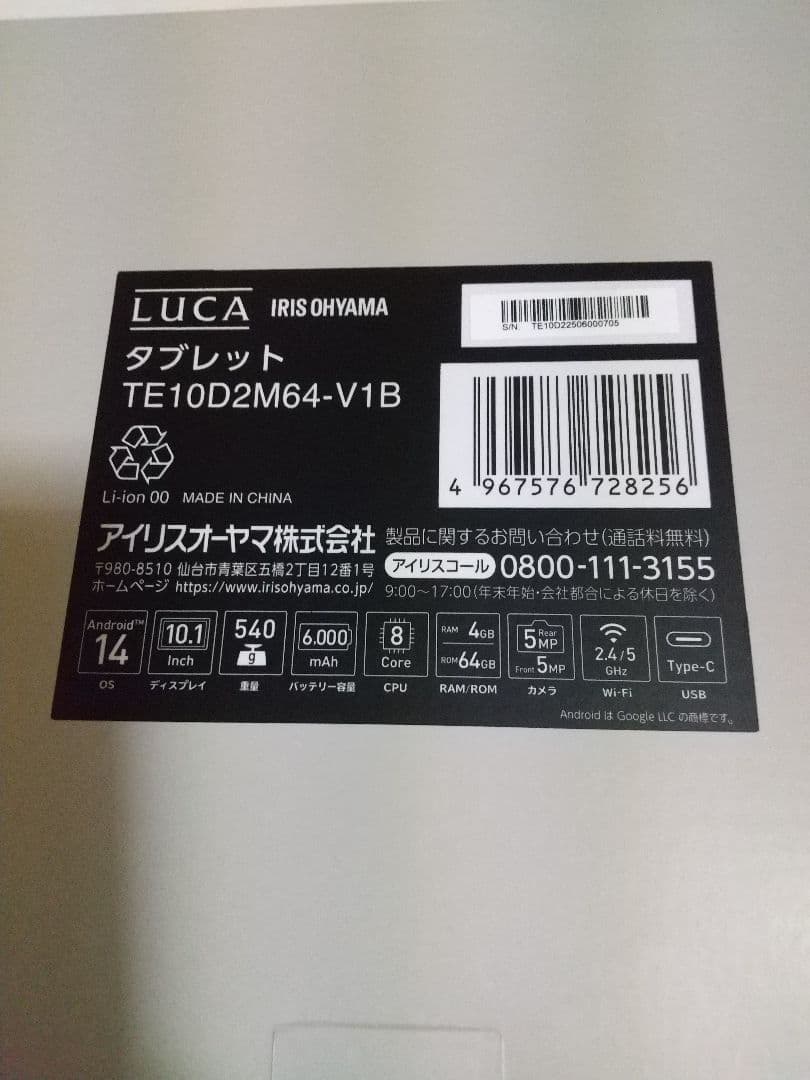 LUCA IRIS OHYAMA
タブレット
TE10D2M64-V1B
S/N: TE10D22506000705
4 967576 728256
Li-ion 00 MADE IN CHINA
アイリスオーヤマ株式会社
〒980-8510 仙台市青葉区五橋2丁目12番1号
ホームページ https://www.irisohyama.co.jp/
製品に関するお問い合わせ(通話料無料)
アイリスコール 0800-111-3155
9:00~17:00(年末年始・会社都合による休日を除く)
Android™
14
OS
10.1
Inch
ディスプレイ
540
g
重量
6.000
mAh
バッテリー容量
8
Core
CPU
RAM 4GB
ROM 64GB
RAM/ROM
5 Rear MP
Front 5MP
カメラ
2.4/5
GHz
Wi-Fi
Type-C
USB
Android は Google LLC の商標です。